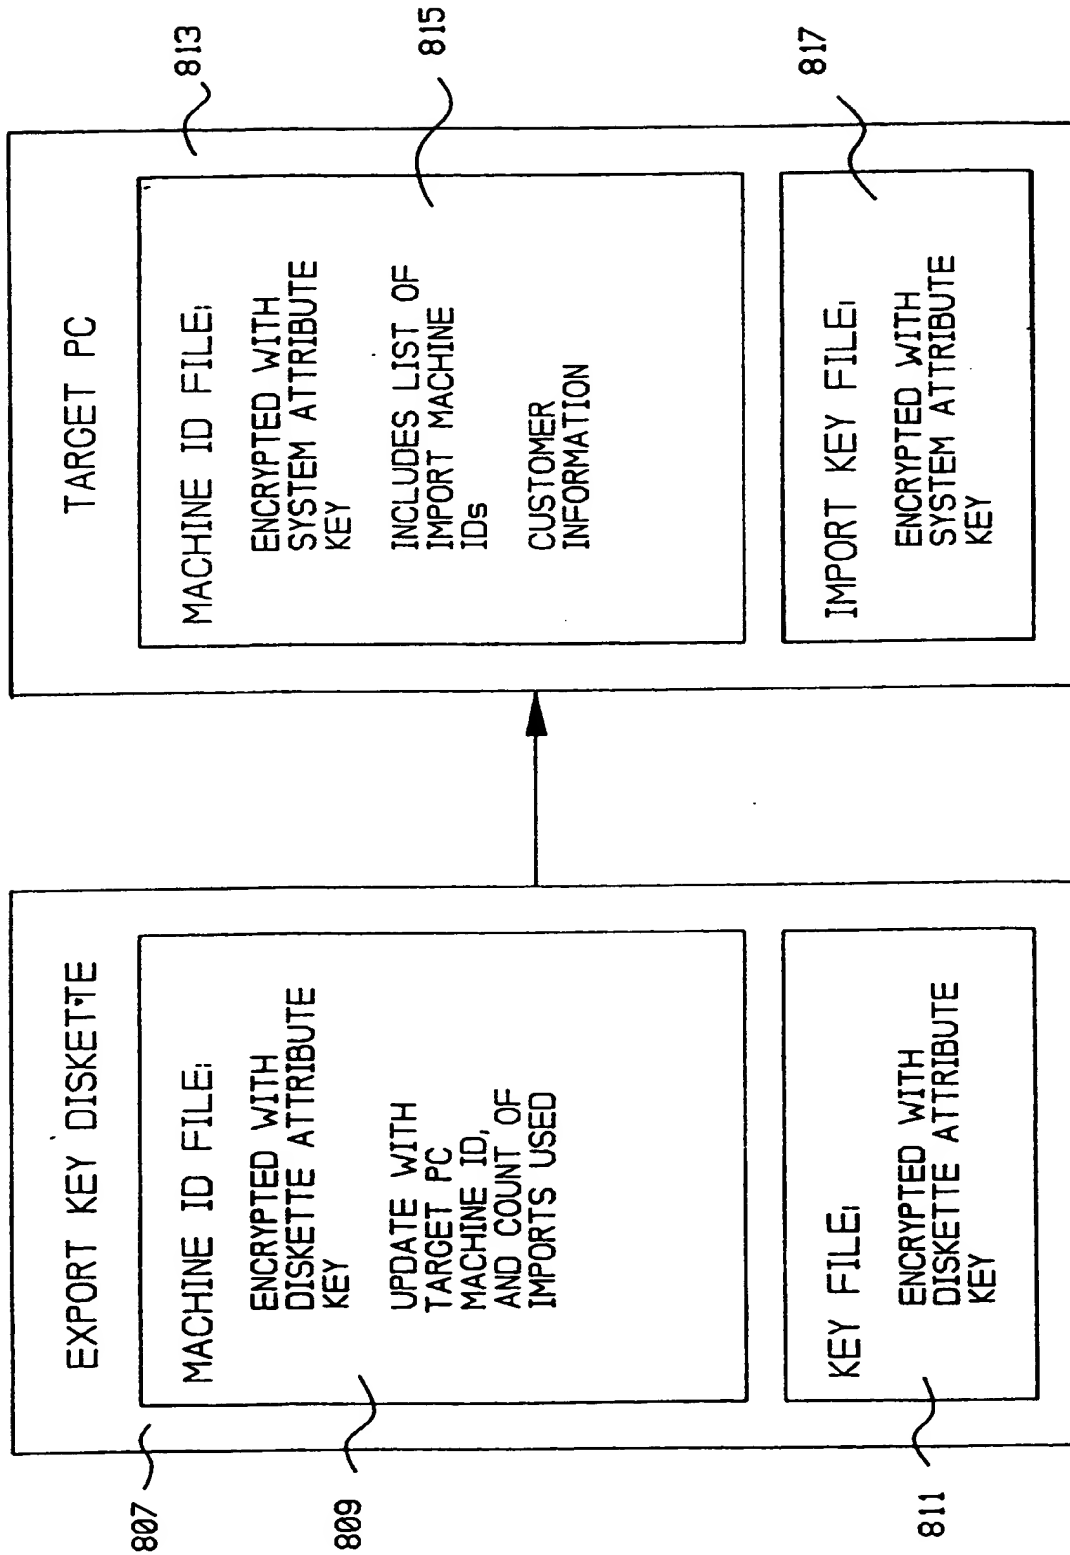 EXPORT KEY DISKETTE
MACHINE ID FILE:
ENCRYPTED WITH
DISKETTE ATTRIBUTE
KEY
UPDATE WITH
TARGET PC
MACHINE ID,
AND COUNT OF
IMPORTS USED
KEY FILE:
ENCRYPTED WITH
DISKETTE ATTRIBUTE
KEY
807
809
811
TARGET PC
MACHINE ID FILE:
ENCRYPTED WITH
SYSTEM ATTRIBUTE
KEY
INCLUDES LIST OF
IMPORT MACHINE
IDs
CUSTOMER
INFORMATION
IMPORT KEY FILE:
ENCRYPTED WITH
SYSTEM ATTRIBUTE
KEY
813
815
817